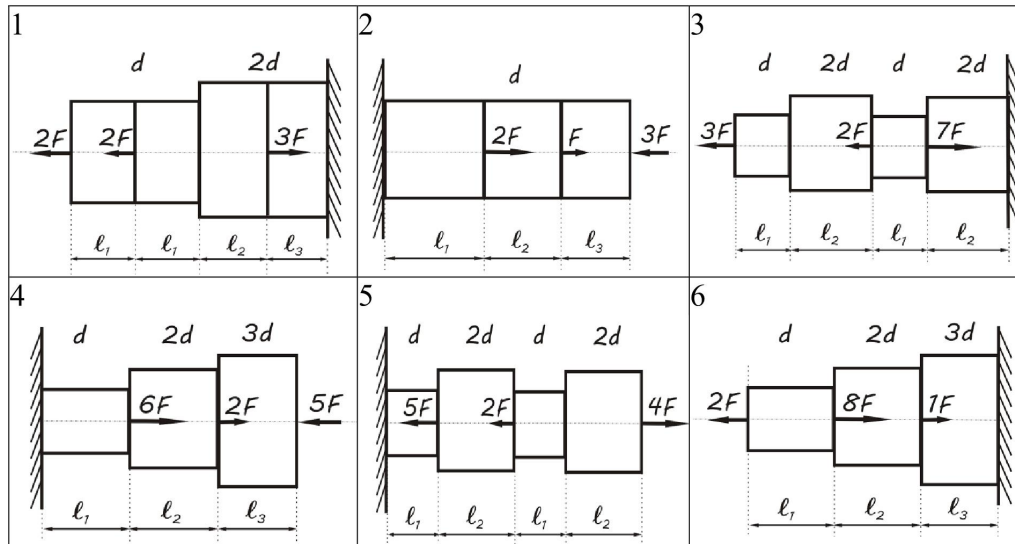 1
d 2d
2F 2F 3F
ℓ₁ ℓ₁ ℓ₂ ℓ₃
2
d
2F F 3F
ℓ₁ ℓ₂ ℓ₃
3
d 2d d 2d
3F 2F 7F
ℓ₁ ℓ₂ ℓ₁ ℓ₂
4
d 2d 3d
6F 2F 5F
ℓ₁ ℓ₂ ℓ₃
5
d 2d d 2d
5F 2F 4F
ℓ₁ ℓ₂ ℓ₁ ℓ₂
6
d 2d 3d
2F 8F 1F
ℓ₁ ℓ₂ ℓ₃